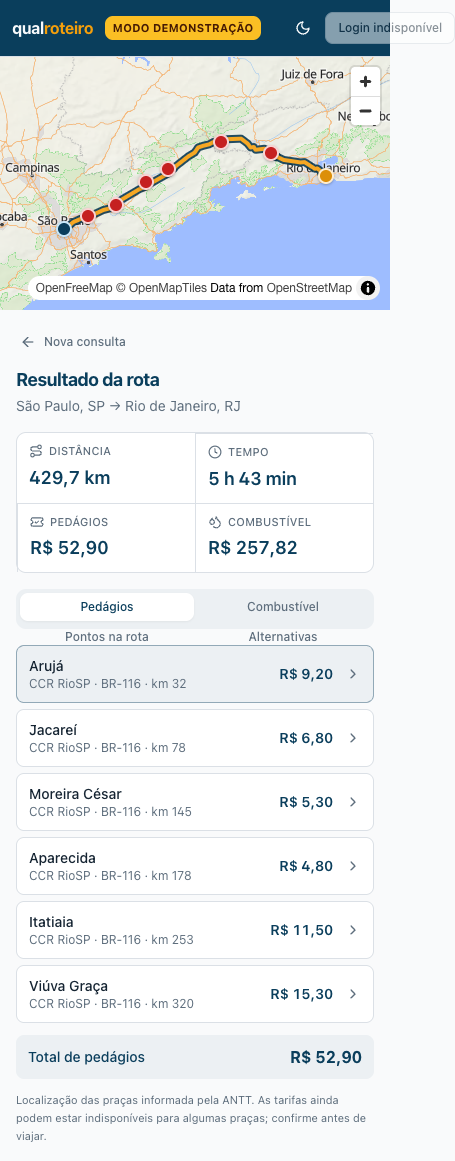 qualroteiro MODO DEMONSTRAÇÃO Login indisponível
Juiz de Fora
Campinas
São
Santos
OpenFreeMap © OpenMapTiles Data from OpenStreetMap
Nova consulta
Resultado da rota
São Paulo, SP → Rio de Janeiro, RJ
DISTÂNCIA
429,7 km
TEMPO
5 h 43 min
PEDÁGIOS
R$ 52,90
COMBUSTÍVEL
R$ 257,82
Pedágios Combustível
Pontos na rota Alternativas
Arujá
CCR RioSP · BR-116 · km 32
R$ 9,20
Jacareí
CCR RioSP · BR-116 · km 78
R$ 6,80
Moreira César
CCR RioSP · BR-116 · km 145
R$ 5,30
Aparecida
CCR RioSP · BR-116 · km 178
R$ 4,80
Itatiaia
CCR RioSP · BR-116 · km 253
R$ 11,50
Viúva Graça
CCR RioSP · BR-116 · km 320
R$ 15,30
Total de pedágios R$ 52,90
Localização das praças informada pela ANTT. As tarifas ainda
podem estar indisponíveis para algumas praças; confirme antes de
viajar.